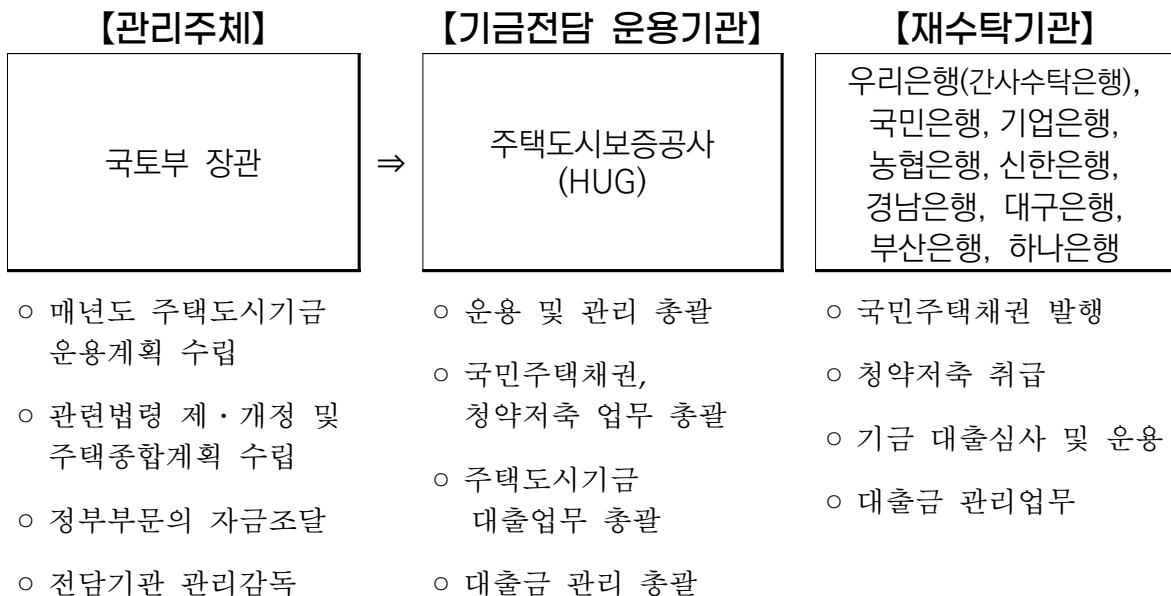 【관리주체】
국토부 장관
⇒
○ 매년도 주택도시기금
운용계획 수립
○ 관련법령 제·개정 및
주택종합계획 수립
○ 정부부문의 자금조달
○ 전담기관 관리감독
【기금전담 운용기관】
주택도시보증공사
(HUG)
○ 운용 및 관리 총괄
○ 국민주택채권,
청약저축 업무 총괄
○ 주택도시기금
대출업무 총괄
○ 대출금 관리 총괄
【재수탁기관】
우리은행(간사수탁은행),
국민은행, 기업은행,
농협은행, 신한은행,
경남은행, 대구은행,
부산은행, 하나은행
○ 국민주택채권 발행
○ 청약저축 취급
○ 기금 대출심사 및 운용
○ 대출금 관리업무